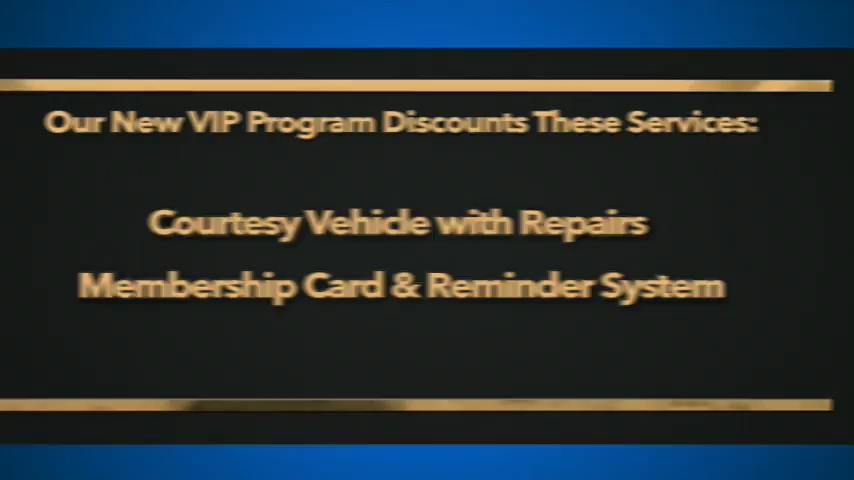 Our New VIP Program Discounts These Services:
Courtesy Vehicle with Repairs
Membership Card & Reminder System